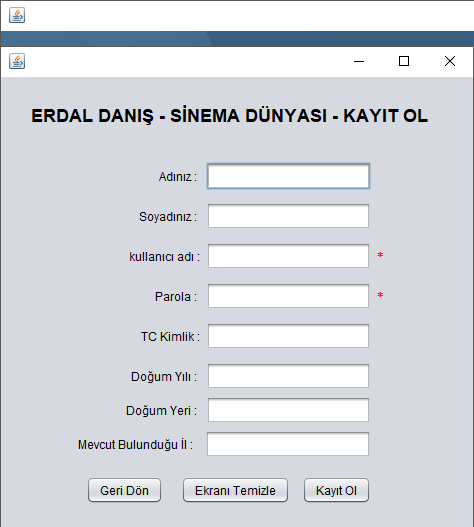 ERDAL DANIŞ - SİNEMA DÜNYASI - KAYIT OL
Adınız :
Soyadınız :
kullanıcı adı : *
Parola : *
TC Kimlik :
Doğum Yılı :
Doğum Yeri :
Mevcut Bulunduğu İl :
Geri Dön Ekranı Temizle Kayıt Ol